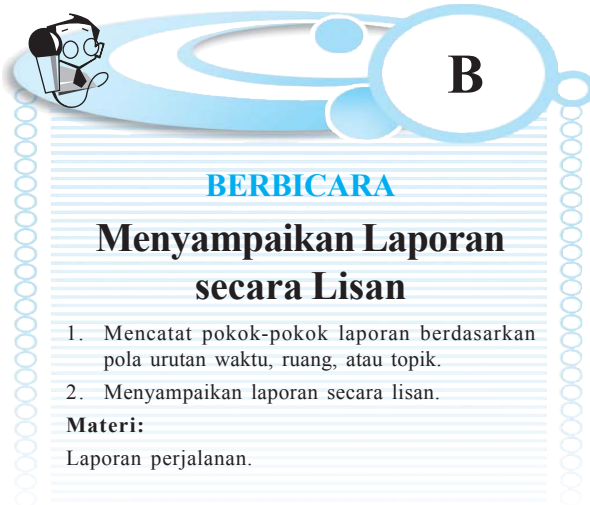 B
BERBICARA
Menyampaikan Laporan
secara Lisan
1. Mencatat pokok-pokok laporan berdasarkan
pola urutan waktu, ruang, atau topik.
2. Menyampaikan laporan secara lisan.
Materi:
Laporan perjalanan.